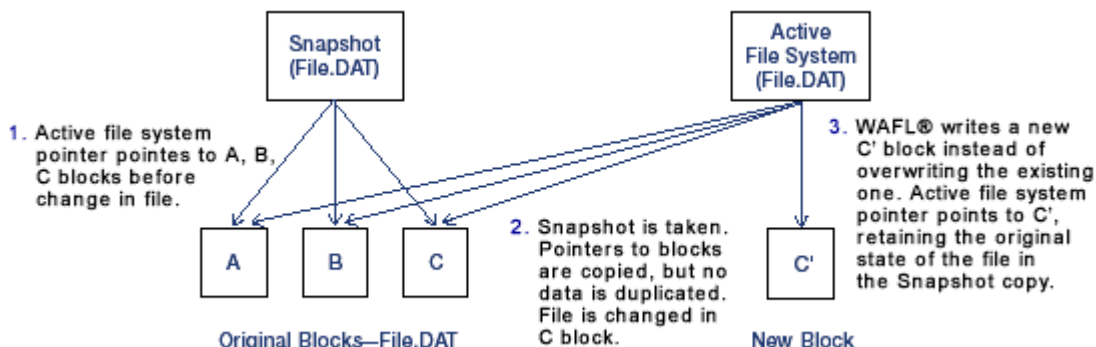 Snapshot
(File.DAT)
Active
File System
(File.DAT)
1. Active file system
pointer pointes to A, B,
C blocks before
change in file.
3. WAFL® writes a new
C' block instead of
overwriting the existing
one. Active file system
pointer points to C',
retaining the original
state of the file in
the Snapshot copy.
A
B
C
2. Snapshot is taken.
Pointers to blocks
are copied, but no
data is duplicated.
File is changed in
C block.
C'
Original Blocks—File.DAT
New Block